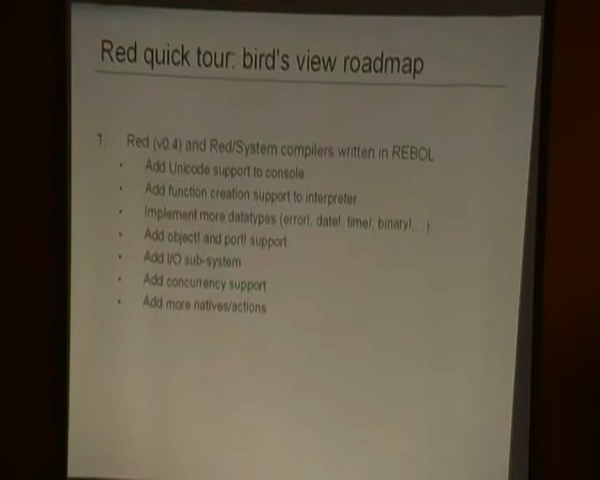 Red quick tour: bird's view roadmap
1. Red (v0.4) and Red/System compilers written in REBOL
• Add Unicode support to console
• Add function creation support to interpreter
• Implement more datatypes (error!, date!, time!, binary!,... )
• Add object! and port! support
• Add I/O sub-system
• Add concurrency support
• Add more natives/actions